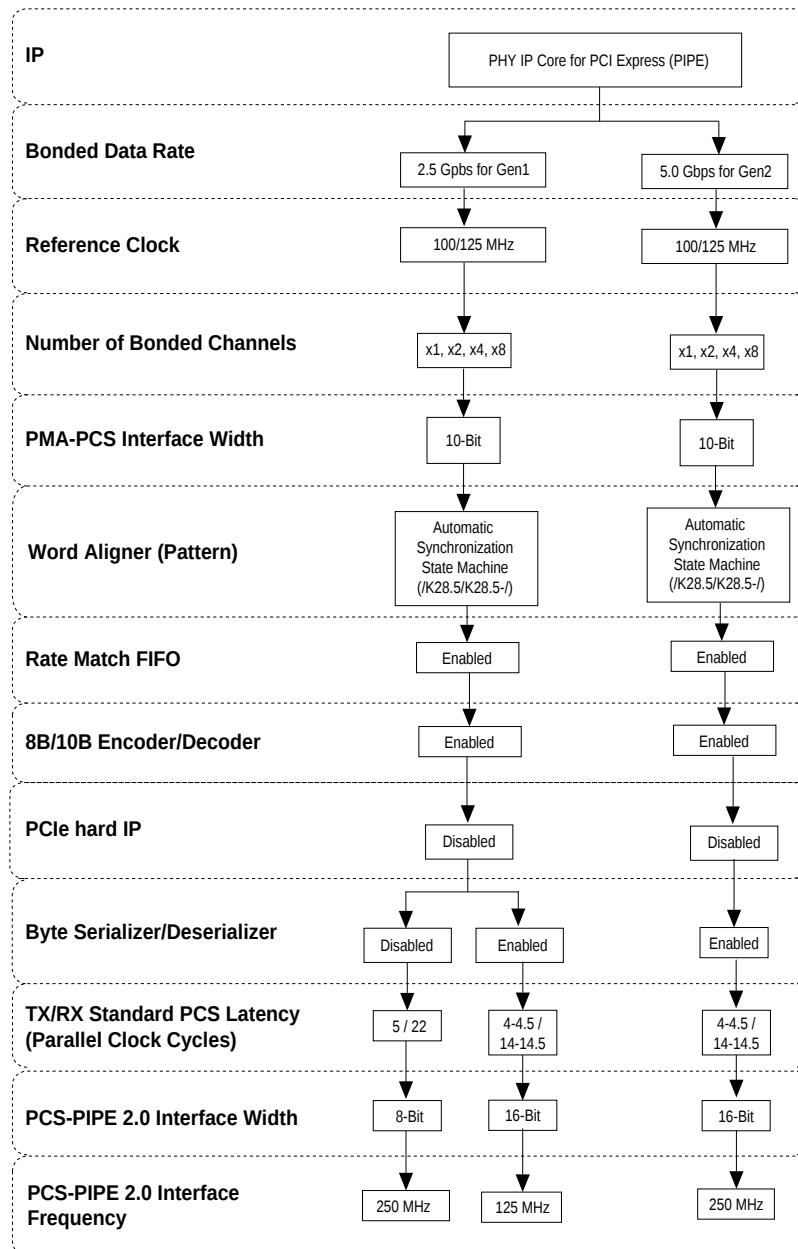 IP
PHY IP Core for PCI Express (PIPE)
Bonded Data Rate
2.5 Gpbs for Gen1
5.0 Gbps for Gen2
Reference Clock
100/125 MHz
100/125 MHz
Number of Bonded Channels
x1, x2, x4, x8
x1, x2, x4, x8
PMA-PCS Interface Width
10-Bit
10-Bit
Word Aligner (Pattern)
Automatic
Synchronization
State Machine
(/K28.5/K28.5-/)
Automatic
Synchronization
State Machine
(/K28.5/K28.5-/)
Rate Match FIFO
Enabled
Enabled
8B/10B Encoder/Decoder
Enabled
Enabled
PCIe hard IP
Disabled
Disabled
Byte Serializer/Deserializer
Disabled
Enabled
Enabled
TX/RX Standard PCS Latency
(Parallel Clock Cycles)
5 / 22
4-4.5 /
14-14.5
4-4.5 /
14-14.5
PCS-PIPE 2.0 Interface Width
8-Bit
16-Bit
16-Bit
PCS-PIPE 2.0 Interface
Frequency
250 MHz
125 MHz
250 MHz